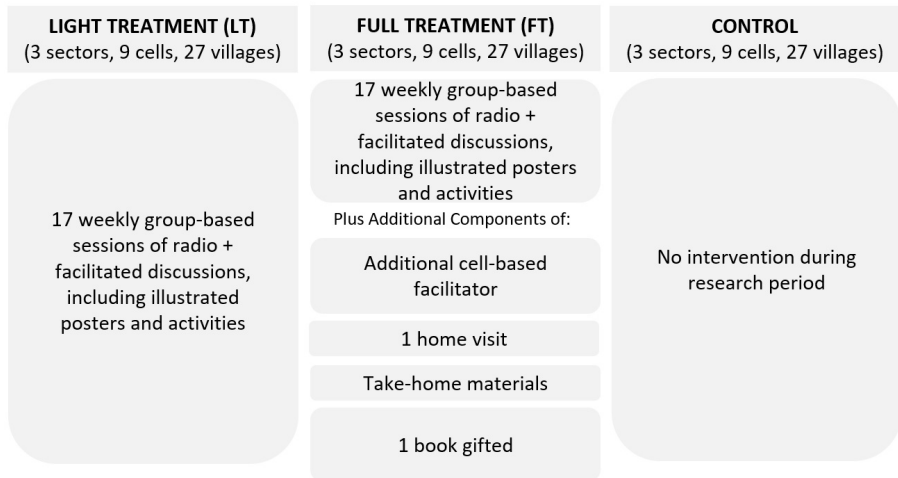 LIGHT TREATMENT (LT)
(3 sectors, 9 cells, 27 villages)
17 weekly group-based
sessions of radio +
facilitated discussions,
including illustrated
posters and activities
FULL TREATMENT (FT)
(3 sectors, 9 cells, 27 villages)
17 weekly group-based
sessions of radio +
facilitated discussions,
including illustrated posters
and activities
Plus Additional Components of:
Additional cell-based
facilitator
1 home visit
Take-home materials
1 book gifted
CONTROL
(3 sectors, 9 cells, 27 villages)
No intervention during
research period